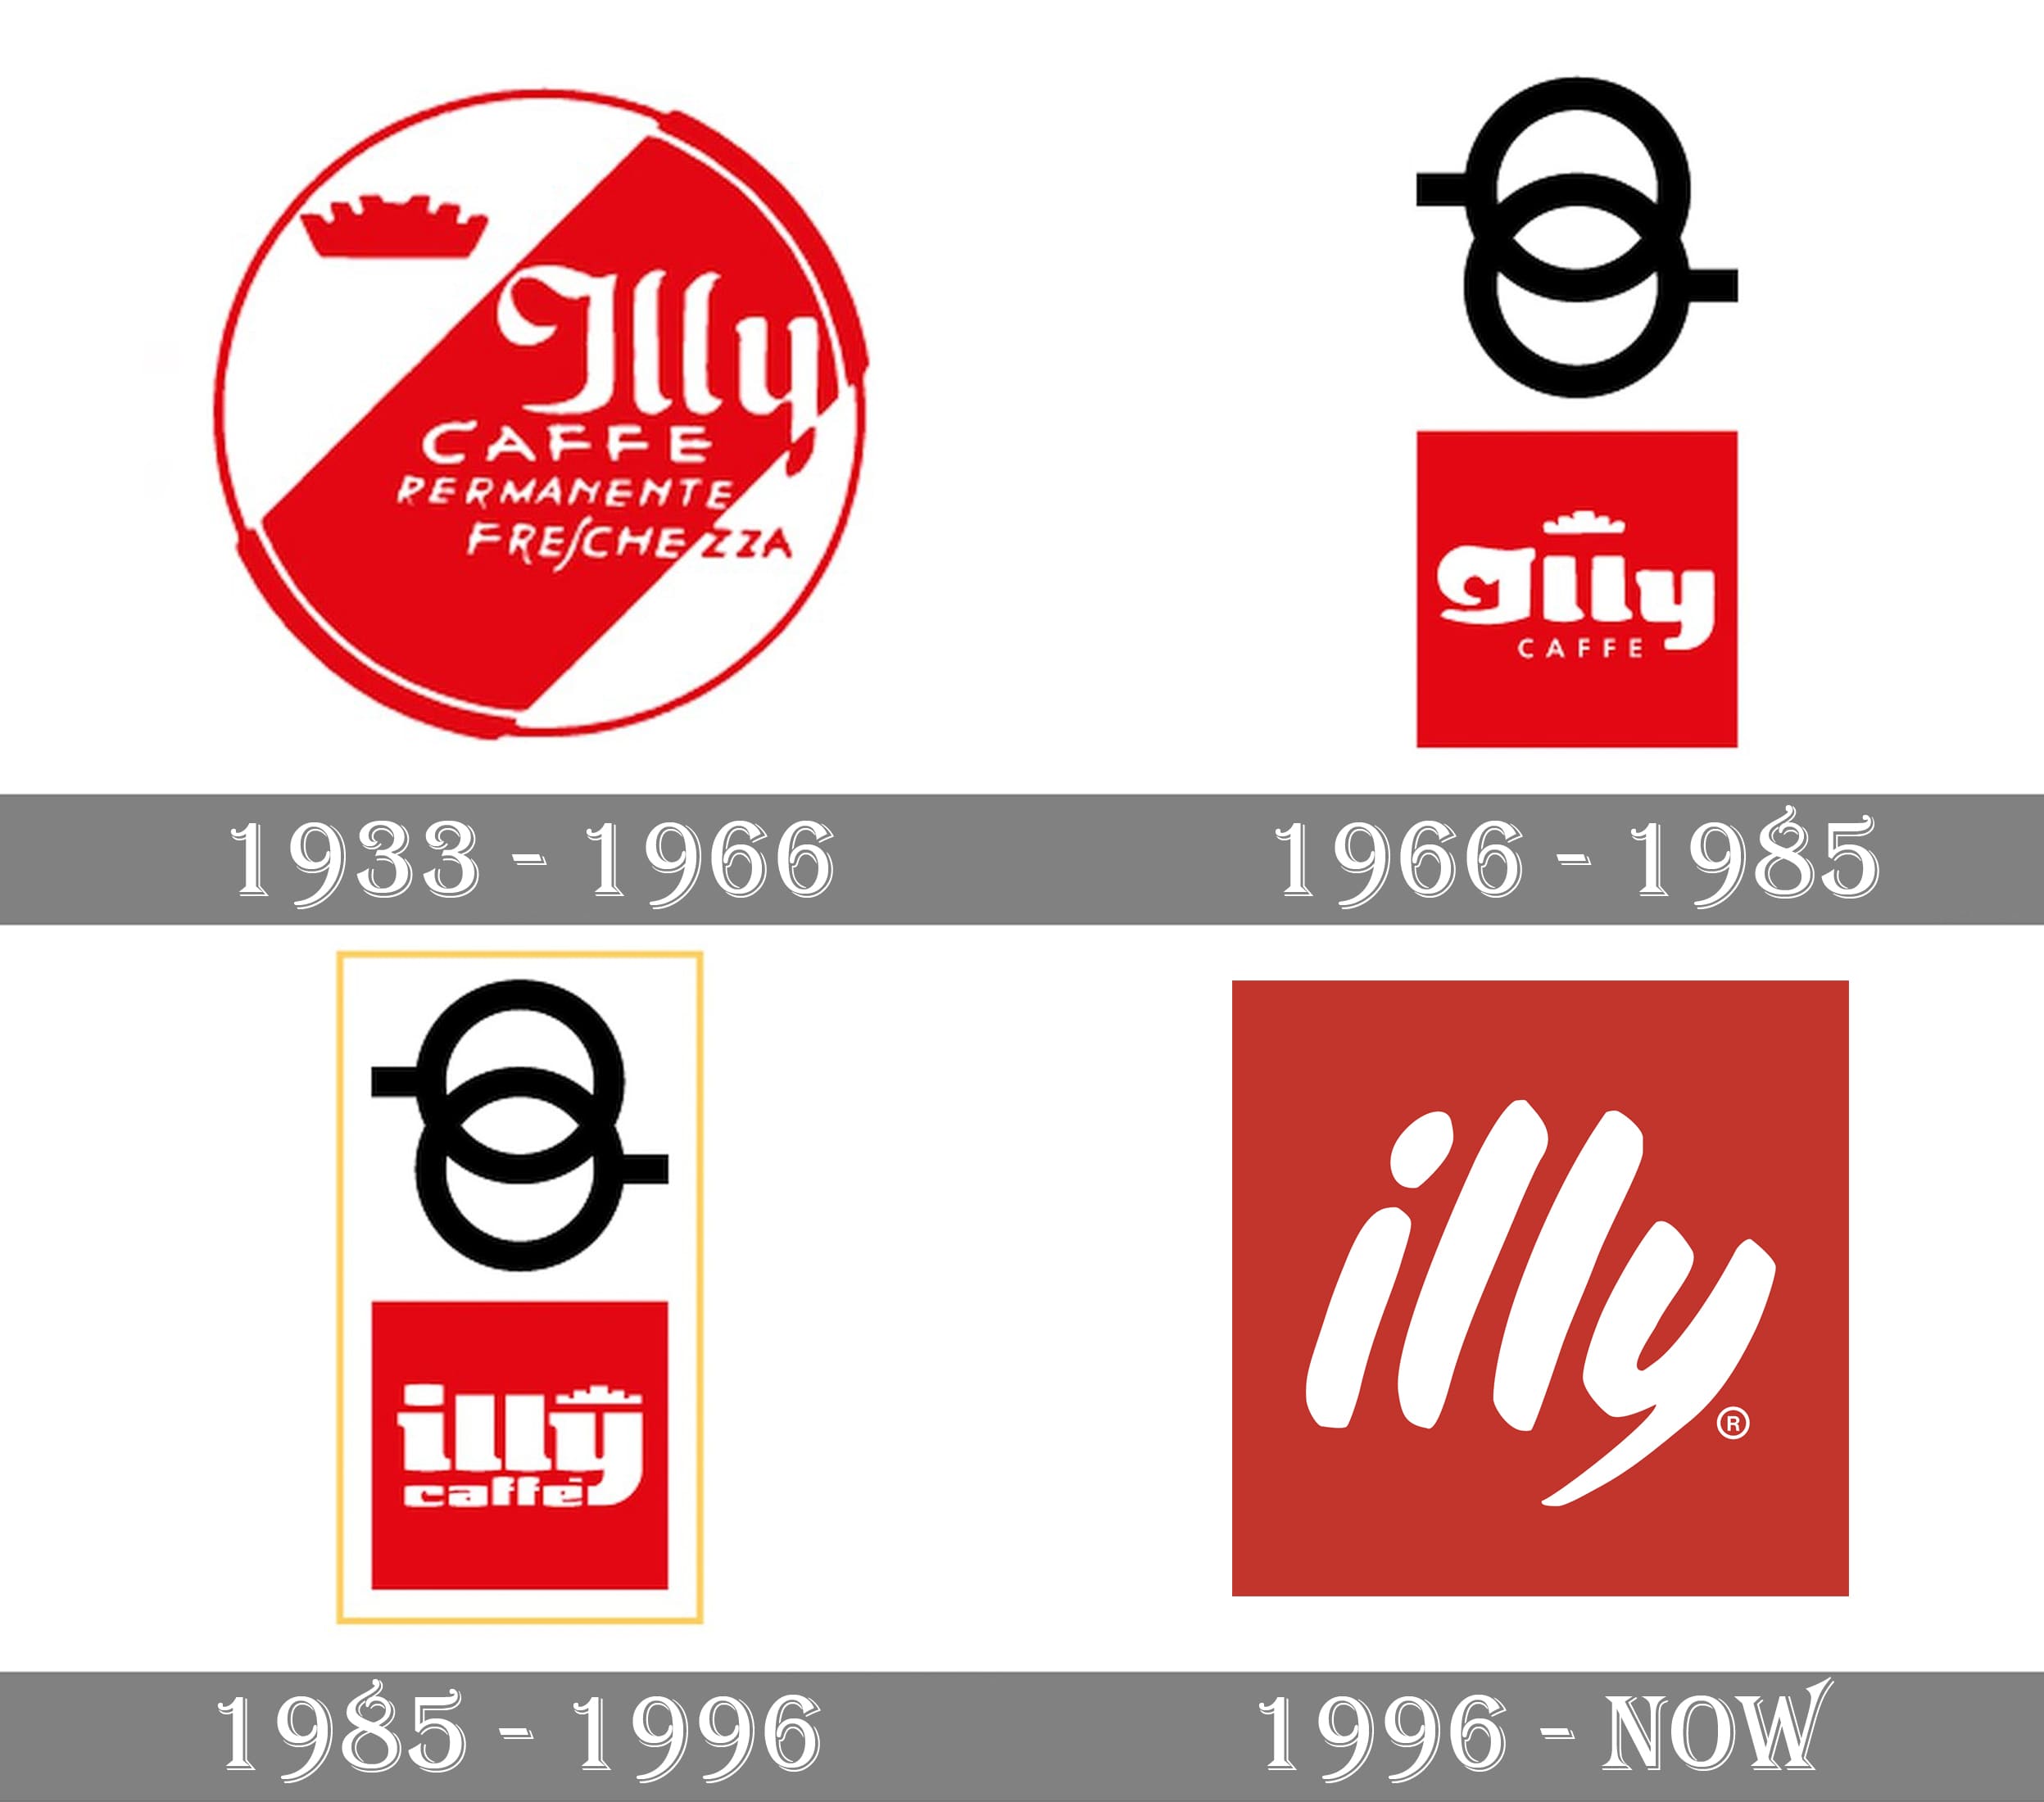 Illy
CAFFE
PERMANENTE
FRESCHEZZA
illy
CAFFE
1933 - 1966
1966 - 1985
illy
caffè
illy
®
1985 - 1996
1996 - NOW